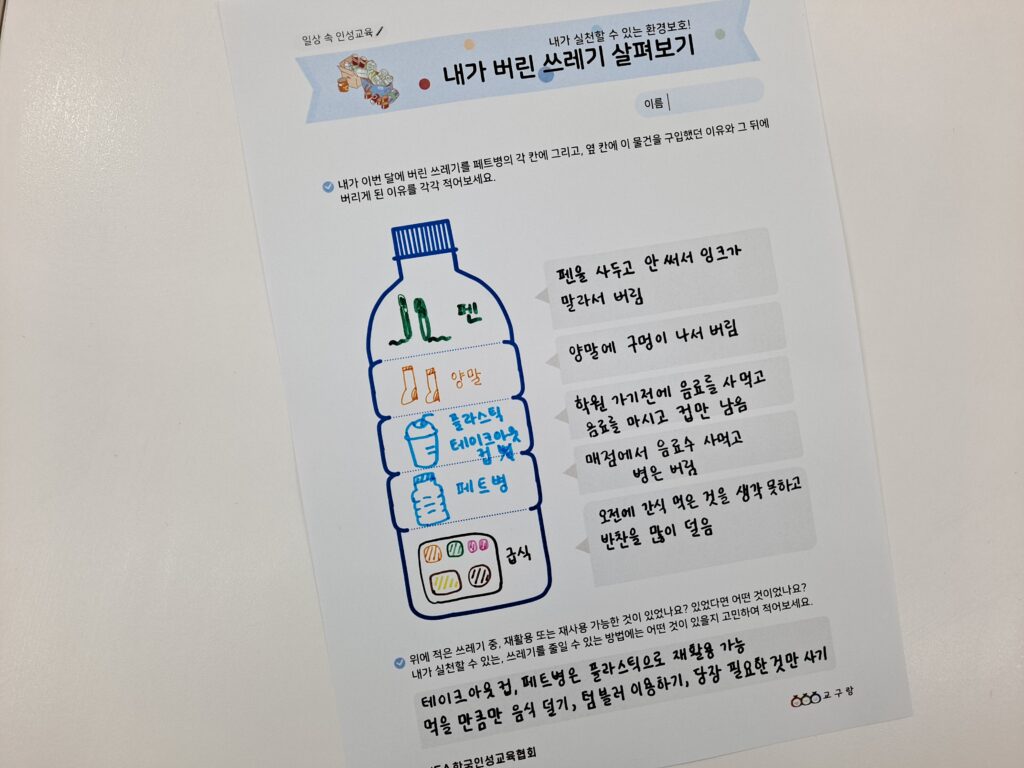 일상 속 인성교육
내가 실천할 수 있는 환경보호!
내가 버린 쓰레기 살펴보기
이름
내가 이번 달에 버린 쓰레기를 페트병의 각 칸에 그리고, 옆 칸에 이 물건을 구입했던 이유와 그 뒤에
버리게 된 이유를 각각 적어보세요.
펜
펜을 사두고 안 써서 잉크가
말라서 버림
양말
양말에 구멍이 나서 버림
플라스틱
테이크아웃
컵
학원 가기전에 음료를 사 먹고
음료를 마시고 컵만 남음
페트병
매점에서 음료수 사먹고
병은 버림
급식
오전에 간식 먹은 것을 생각 못하고
반찬을 많이 덜음
위에 적은 쓰레기 중, 재활용 또는 재사용 가능한 것이 있었나요? 있었다면 어떤 것이었나요?
내가 실천할 수 있는, 쓰레기를 줄일 수 있는 방법에는 어떤 것이 있을지 고민하여 적어보세요.
테이크아웃컵, 페트병은 플라스틱으로 재활용 가능
먹을 만큼만 음식 덜기, 텀블러 이용하기, 당장 필요한것만 사기
교구랑
한국인성교육협회